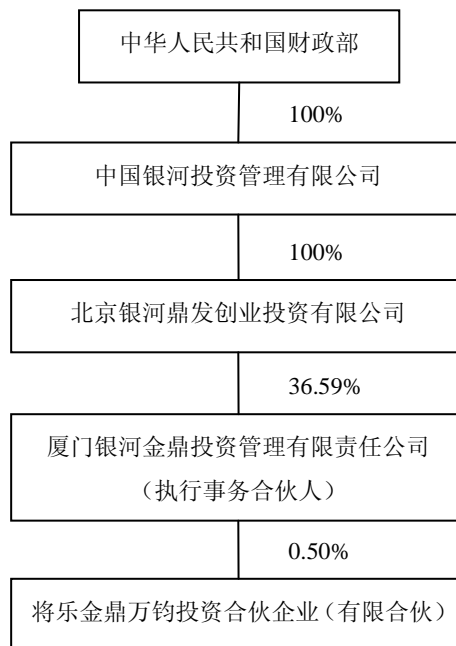 中华人民共和国财政部
100%
中国银河投资管理有限公司
100%
北京银河鼎发创业投资有限公司
36.59%
厦门银河金鼎投资管理有限责任公司
（执行事务合伙人）
0.50%
将乐金鼎万钧投资合伙企业（有限合伙）